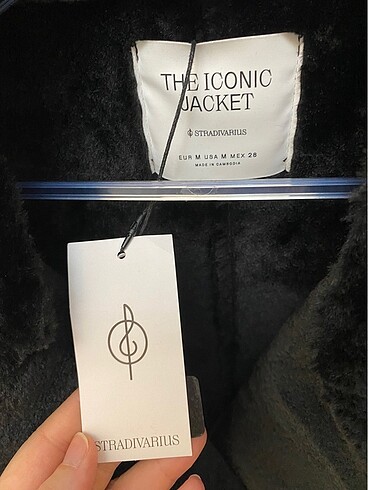 THE ICONIC
JACKET
STRADIVARIUS
EUR M USA M MEX 28
MADE IN CAMBODIA
STRADIVARIUS